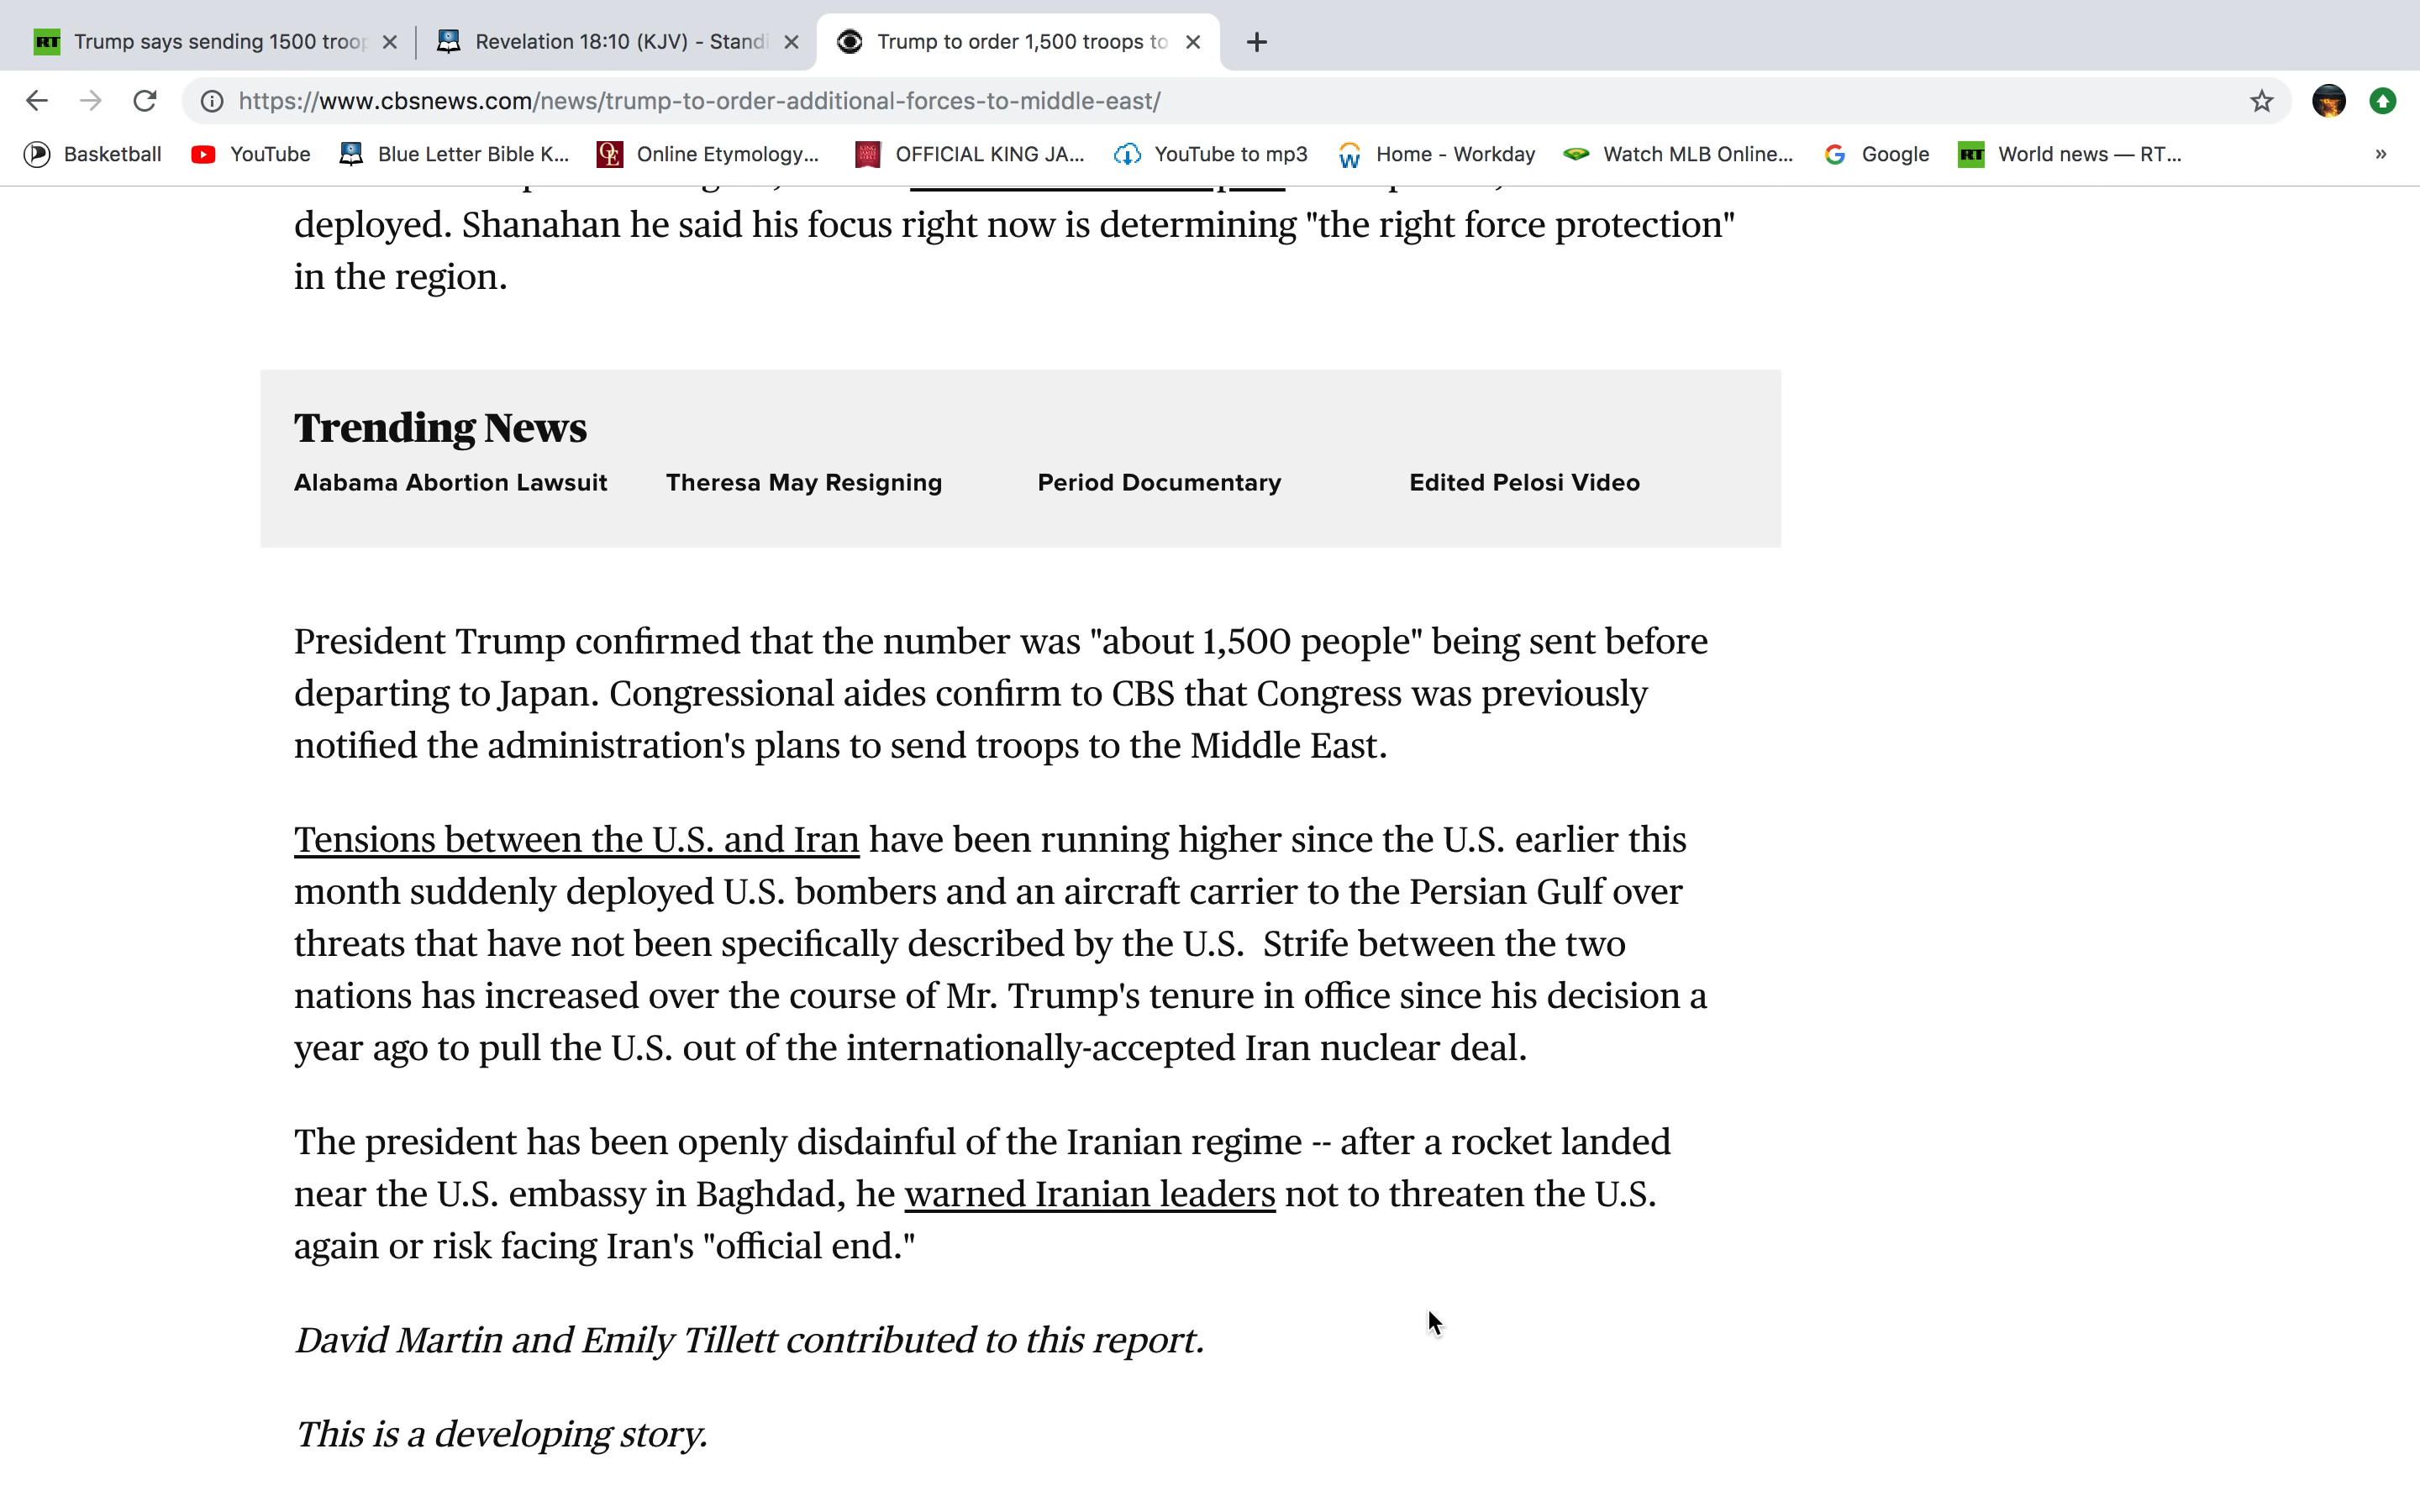 RT Trump says sending 1500 troop
Revelation 18:10 (KJV) - Standi
Trump to order 1,500 troops to
https://www.cbsnews.com/news/trump-to-order-additional-forces-to-middle-east/
Basketball YouTube Blue Letter Bible K... OE Online Etymology... OFFICIAL KING JA... YouTube to mp3 Home - Workday Watch MLB Online... Google RT World news — RT... »
deployed. Shanahan he said his focus right now is determining "the right force protection"
in the region.
Trending News
Alabama Abortion Lawsuit Theresa May Resigning Period Documentary Edited Pelosi Video
President Trump confirmed that the number was "about 1,500 people" being sent before
departing to Japan. Congressional aides confirm to CBS that Congress was previously
notified the administration's plans to send troops to the Middle East.
Tensions between the U.S. and Iran have been running higher since the U.S. earlier this
month suddenly deployed U.S. bombers and an aircraft carrier to the Persian Gulf over
threats that have not been specifically described by the U.S.  Strife between the two
nations has increased over the course of Mr. Trump's tenure in office since his decision a
year ago to pull the U.S. out of the internationally-accepted Iran nuclear deal.
The president has been openly disdainful of the Iranian regime -- after a rocket landed
near the U.S. embassy in Baghdad, he warned Iranian leaders not to threaten the U.S.
again or risk facing Iran's "official end."
David Martin and Emily Tillett contributed to this report.
This is a developing story.